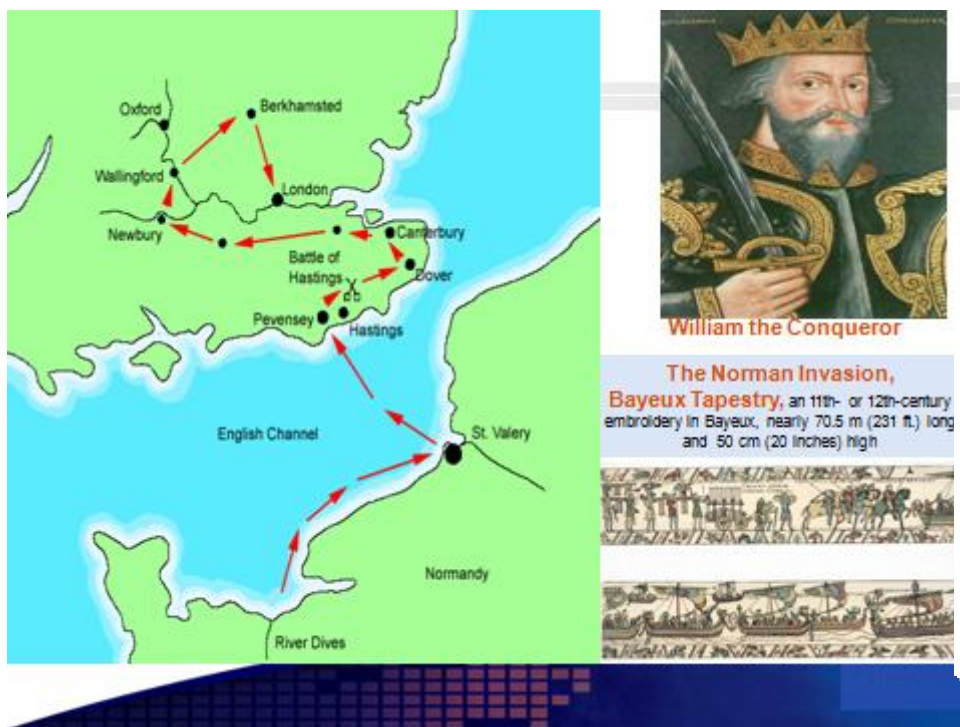 Oxford
Berkhamsted
Wallingford
London
Newbury
Canterbury
Battle of
Hastings
Dover
Pevensey
Hastings
English Channel
St. Valery
Normandy
River Dives
William the Conqueror
The Norman Invasion,
Bayeux Tapestry, an 11th- or 12th-century
embroidery in Bayeux, nearly 70.5 m (231 ft.) long
and 50 cm (20 inches) high